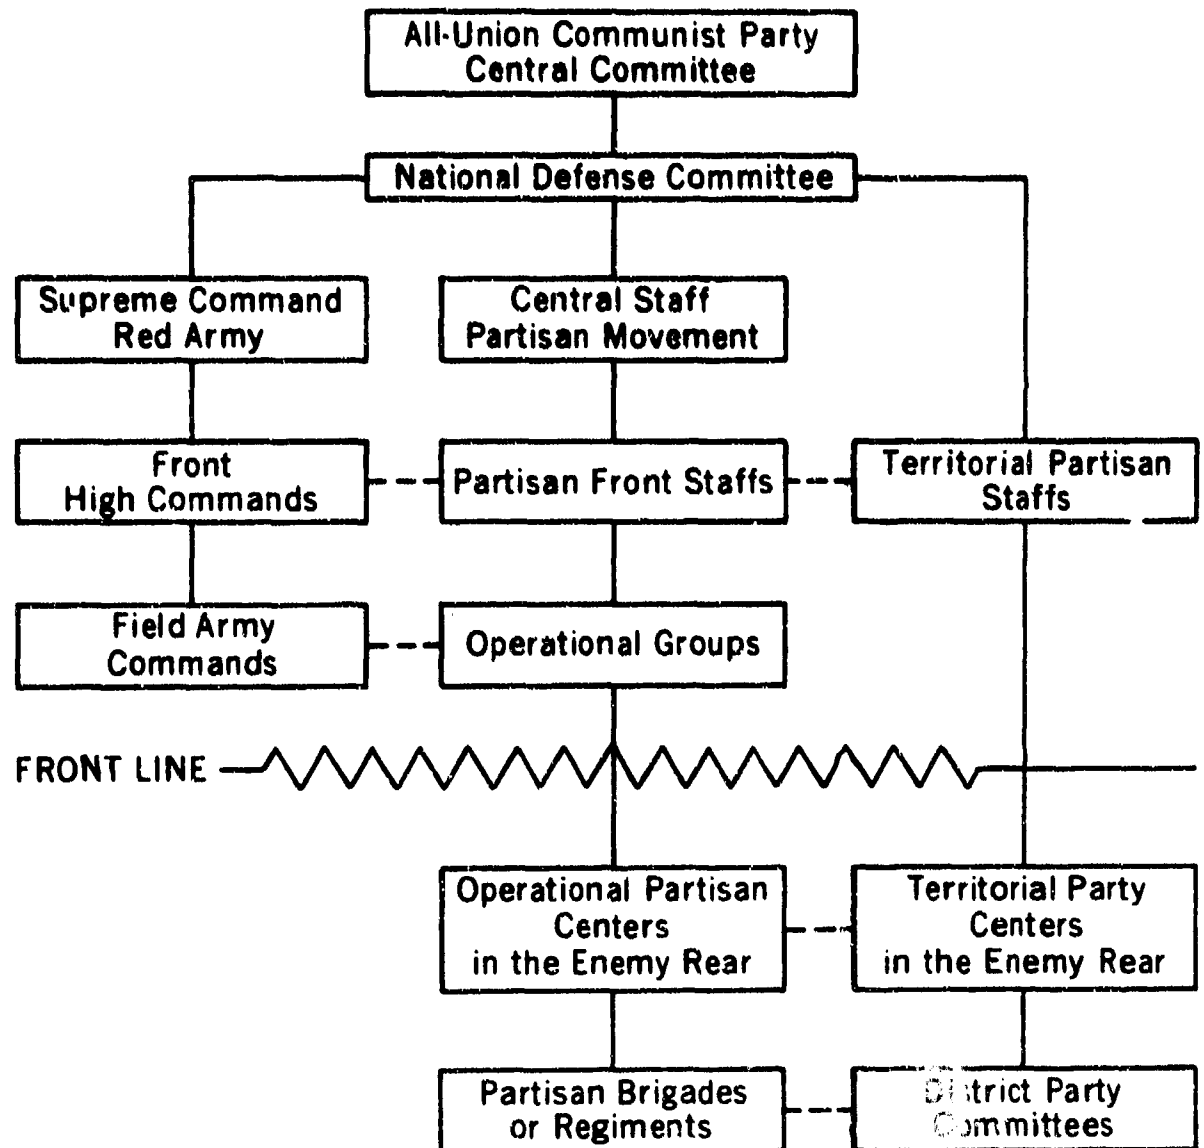 All-Union Communist Party
Central Committee
National Defense Committee
Supreme Command
Red Army
Central Staff
Partisan Movement
Front
High Commands
Partisan Front Staffs
Territorial Partisan
Staffs
Field Army
Commands
Operational Groups
FRONT LINE
Operational Partisan
Centers
in the Enemy Rear
Territorial Party
Centers
in the Enemy Rear
Partisan Brigades
or Regiments
District Party
Committees